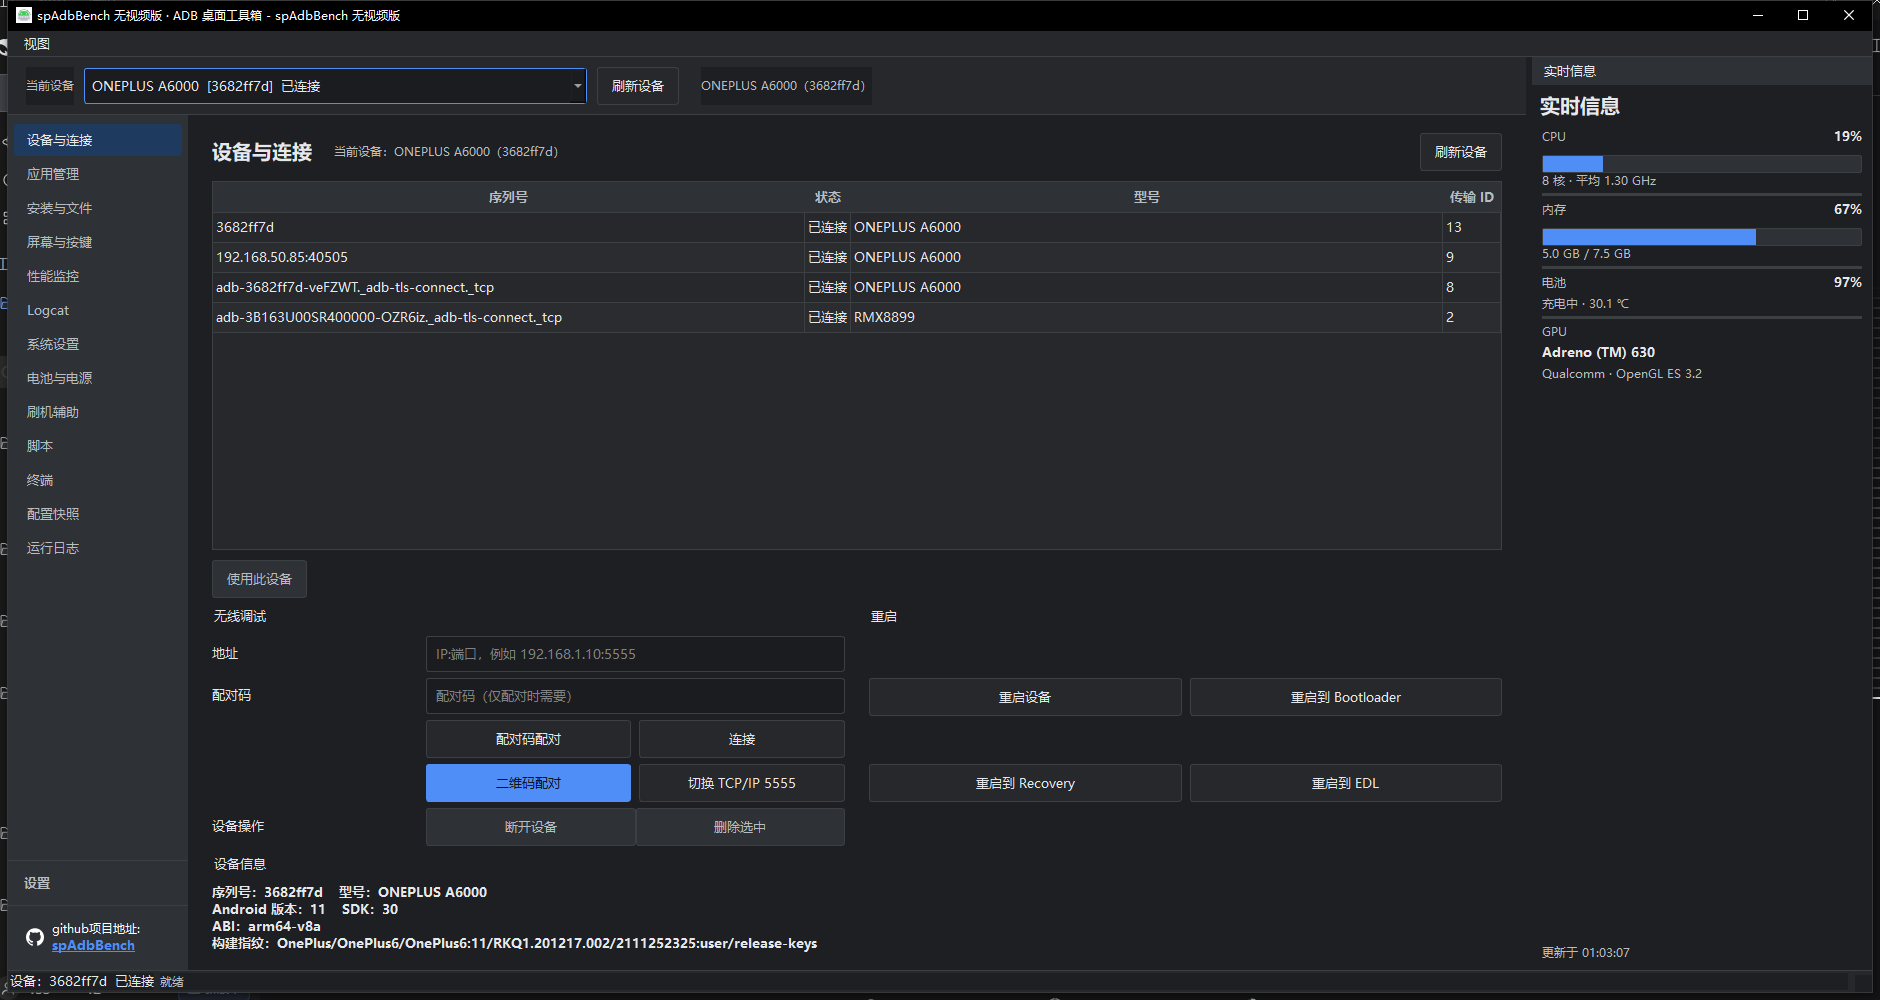 spAdbBench 无视频版 · ADB 桌面工具箱 - spAdbBench 无视频版
视图
当前设备 ONEPLUS A6000 [3682ff7d] 已连接 刷新设备 ONEPLUS A6000 (3682ff7d)
设备与连接
应用管理
安装与文件
屏幕与按键
性能监控
Logcat
系统设置
电池与电源
刷机辅助
脚本
终端
配置快照
运行日志
设置
github项目地址:
spAdbBench
设备与连接 当前设备：ONEPLUS A6000 (3682ff7d) 刷新设备
序列号 状态 型号 传输 ID
3682ff7d 已连接 ONEPLUS A6000 13
192.168.50.85:40505 已连接 ONEPLUS A6000 9
adb-3682ff7d-veFZWT._adb-tls-connect._tcp 已连接 ONEPLUS A6000 8
adb-3B163U00SR400000-OZR6iz._adb-tls-connect._tcp 已连接 RMX8899 2
使用此设备
无线调试
地址 IP:端口，例如 192.168.1.10:5555
配对码 配对码（仅配对时需要）
配对码配对 连接
二维码配对 切换 TCP/IP 5555
设备操作 断开设备 删除选中
重启
重启设备 重启到 Bootloader
重启到 Recovery 重启到 EDL
设备信息
序列号：3682ff7d 型号：ONEPLUS A6000
Android 版本：11 SDK：30
ABI：arm64-v8a
构建指纹：OnePlus/OnePlus6/OnePlus6:11/RKQ1.201217.002/2111252325:user/release-keys
实时信息
实时信息
CPU 19%
8 核 · 平均 1.30 GHz
内存 67%
5.0 GB / 7.5 GB
电池 97%
充电中 · 30.1 ℃
GPU
Adreno (TM) 630
Qualcomm · OpenGL ES 3.2
更新于 01:03:07
设备：3682ff7d 已连接 就绪